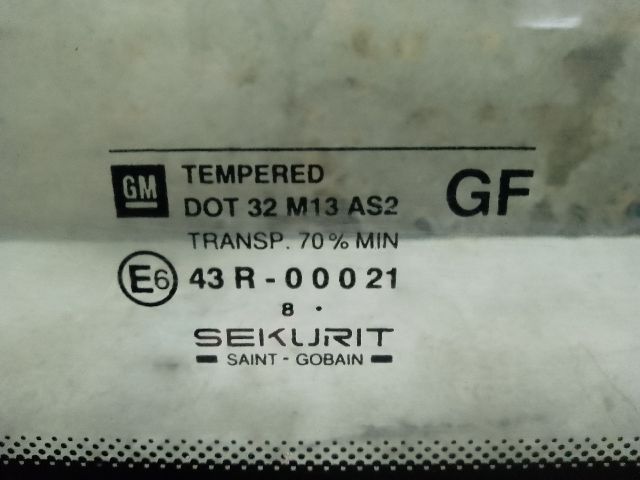 GM TEMPERED
DOT 32 M13 AS2 GF
TRANSP. 70% MIN
E6 43 R-00021
8 .
SEKURIT
SAINT-GOBAIN